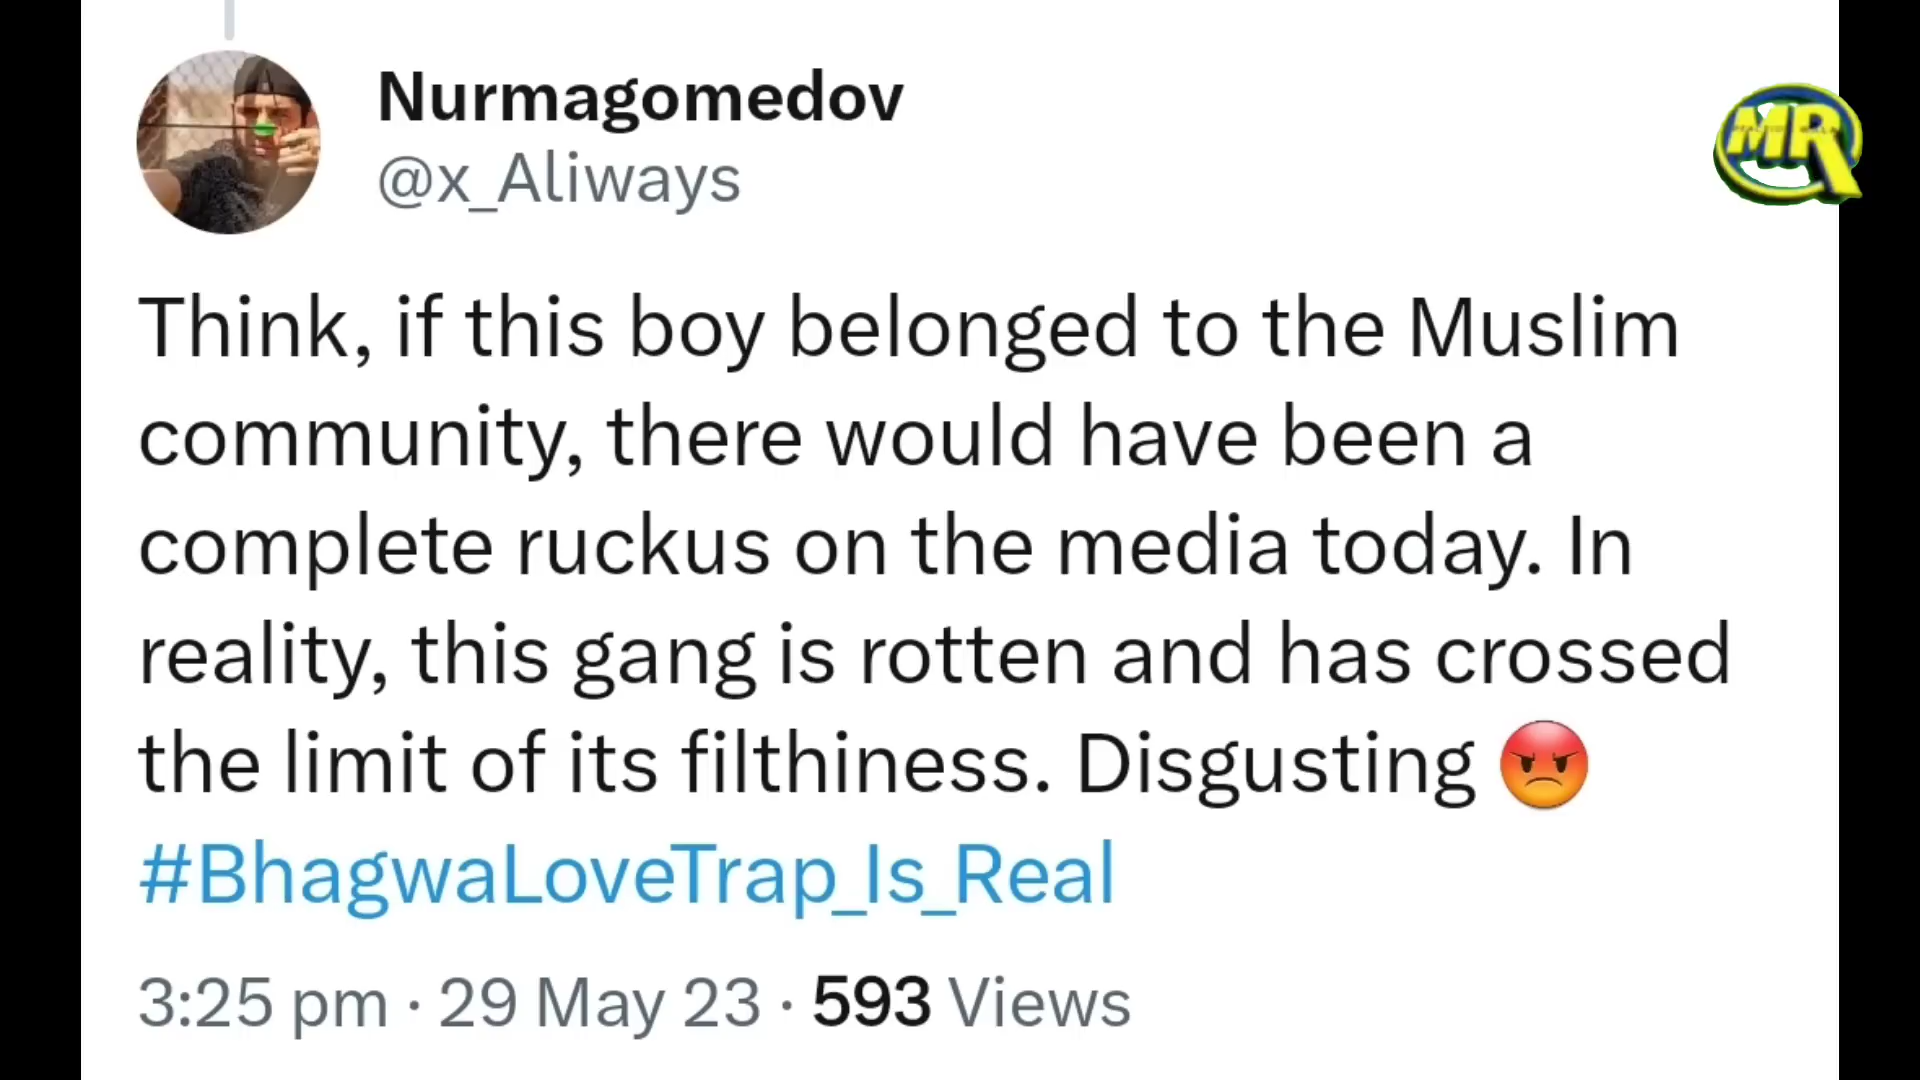 Nurmagomedov
@x_Aliways
MR
Think, if this boy belonged to the Muslim
community, there would have been a
complete ruckus on the media today. In
reality, this gang is rotten and has crossed
the limit of its filthiness. Disgusting 😡
#BhagwaLoveTrap_Is_Real
3:25 pm · 29 May 23 · 593 Views